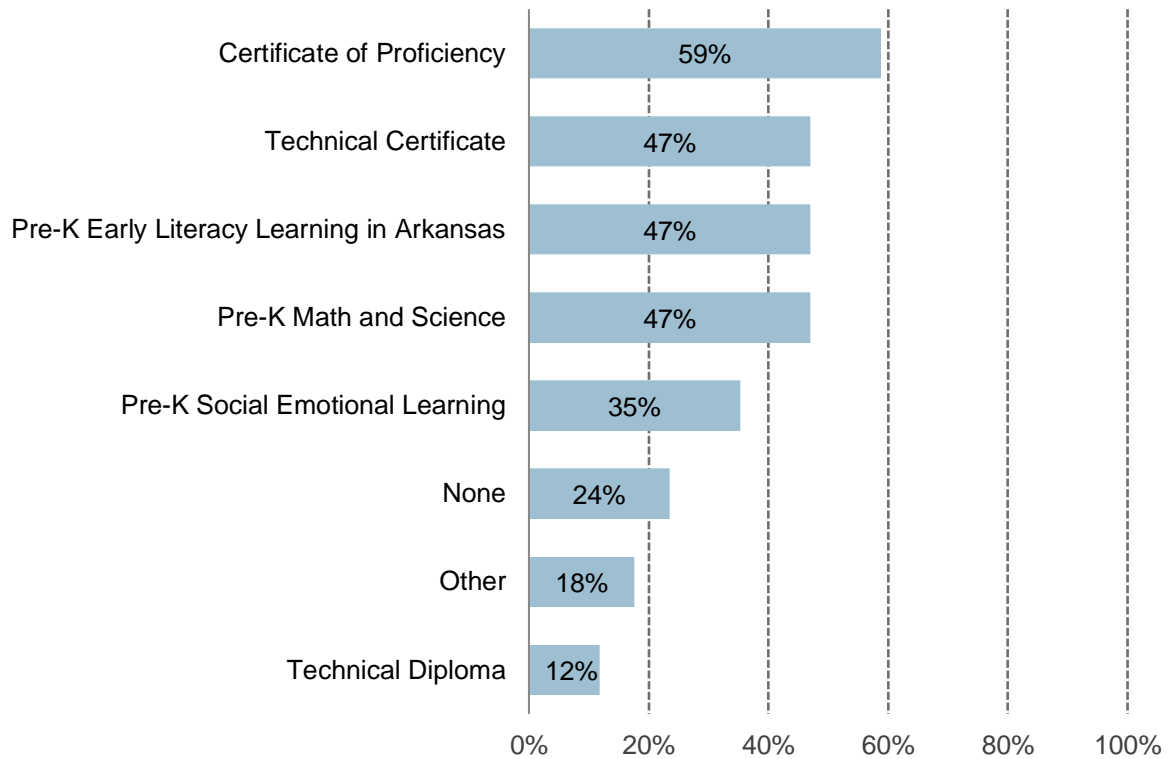 Certificate of Proficiency 59%
Technical Certificate 47%
Pre-K Early Literacy Learning in Arkansas 47%
Pre-K Math and Science 47%
Pre-K Social Emotional Learning 35%
None 24%
Other 18%
Technical Diploma 12%
0% 20% 40% 60% 80% 100%